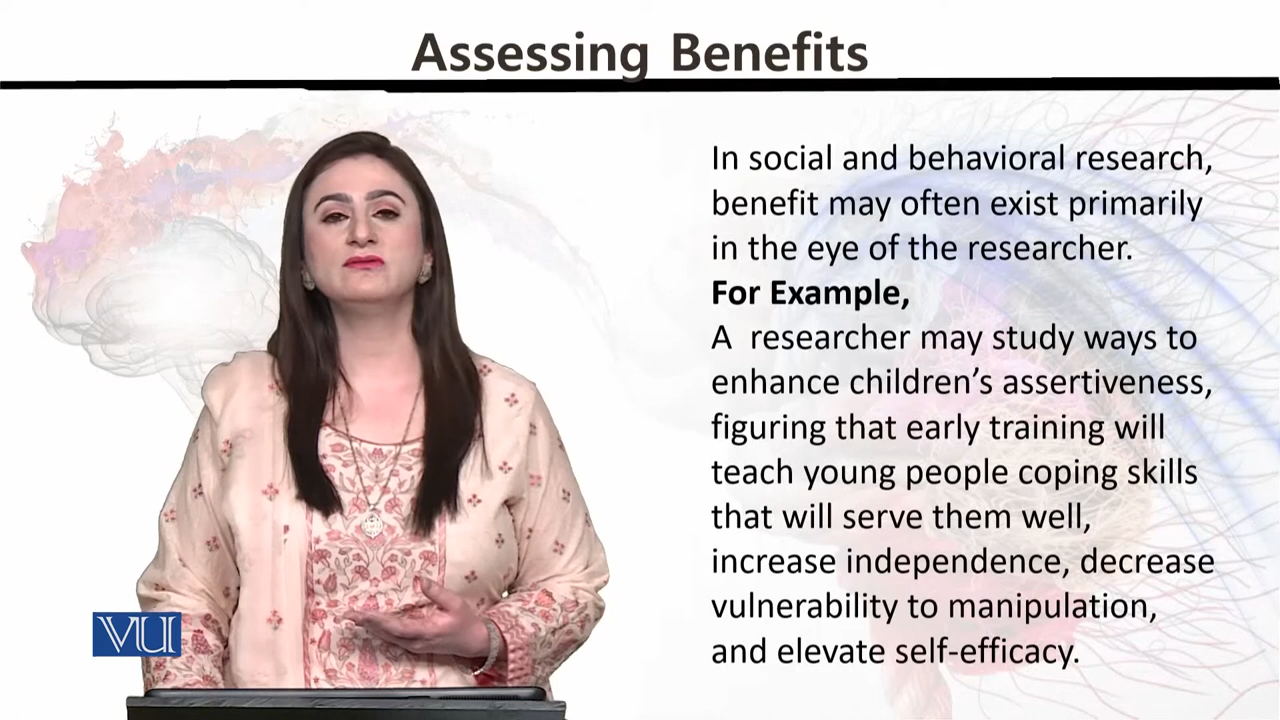 Assessing Benefits
In social and behavioral research,
benefit may often exist primarily
in the eye of the researcher.
For Example,
A  researcher may study ways to
enhance children’s assertiveness,
figuring that early training will
teach young people coping skills
that will serve them well,
increase independence, decrease
vulnerability to manipulation,
and elevate self-efficacy.
VU